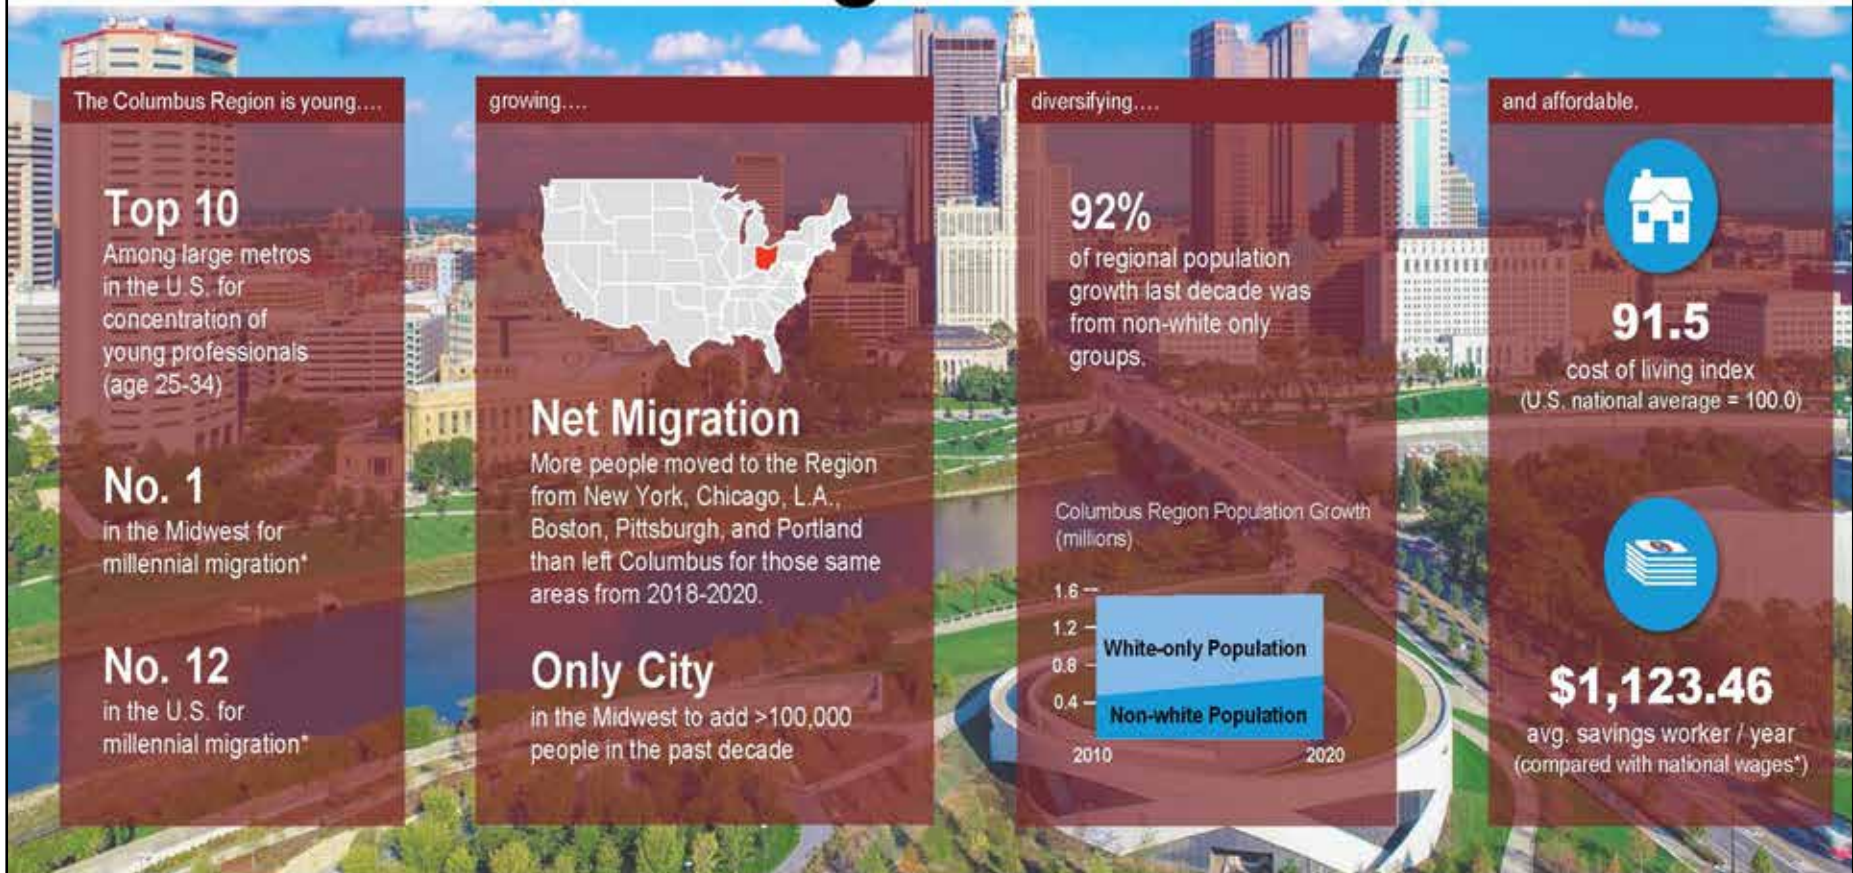 The Columbus Region is young....
Top 10
Among large metros
in the U.S. for
concentration of
young professionals
(age 25-34)
No. 1
in the Midwest for
millennial migration*
No. 12
in the U.S. for
millennial migration*
growing....
Net Migration
More people moved to the Region
from New York, Chicago, L.A.,
Boston, Pittsburgh, and Portland
than left Columbus for those same
areas from 2018-2020.
Only City
in the Midwest to add >100,000
people in the past decade
diversifying....
92%
of regional population
growth last decade was
from non-white only
groups.
Columbus Region Population Growth
(millions)
1.6
1.2
0.8
0.4
White-only Population
Non-white Population
2010
2020
and affordable.
91.5
cost of living index
(U.S. national average = 100.0)
$1,123.46
avg. savings worker / year
(compared with national wages*)